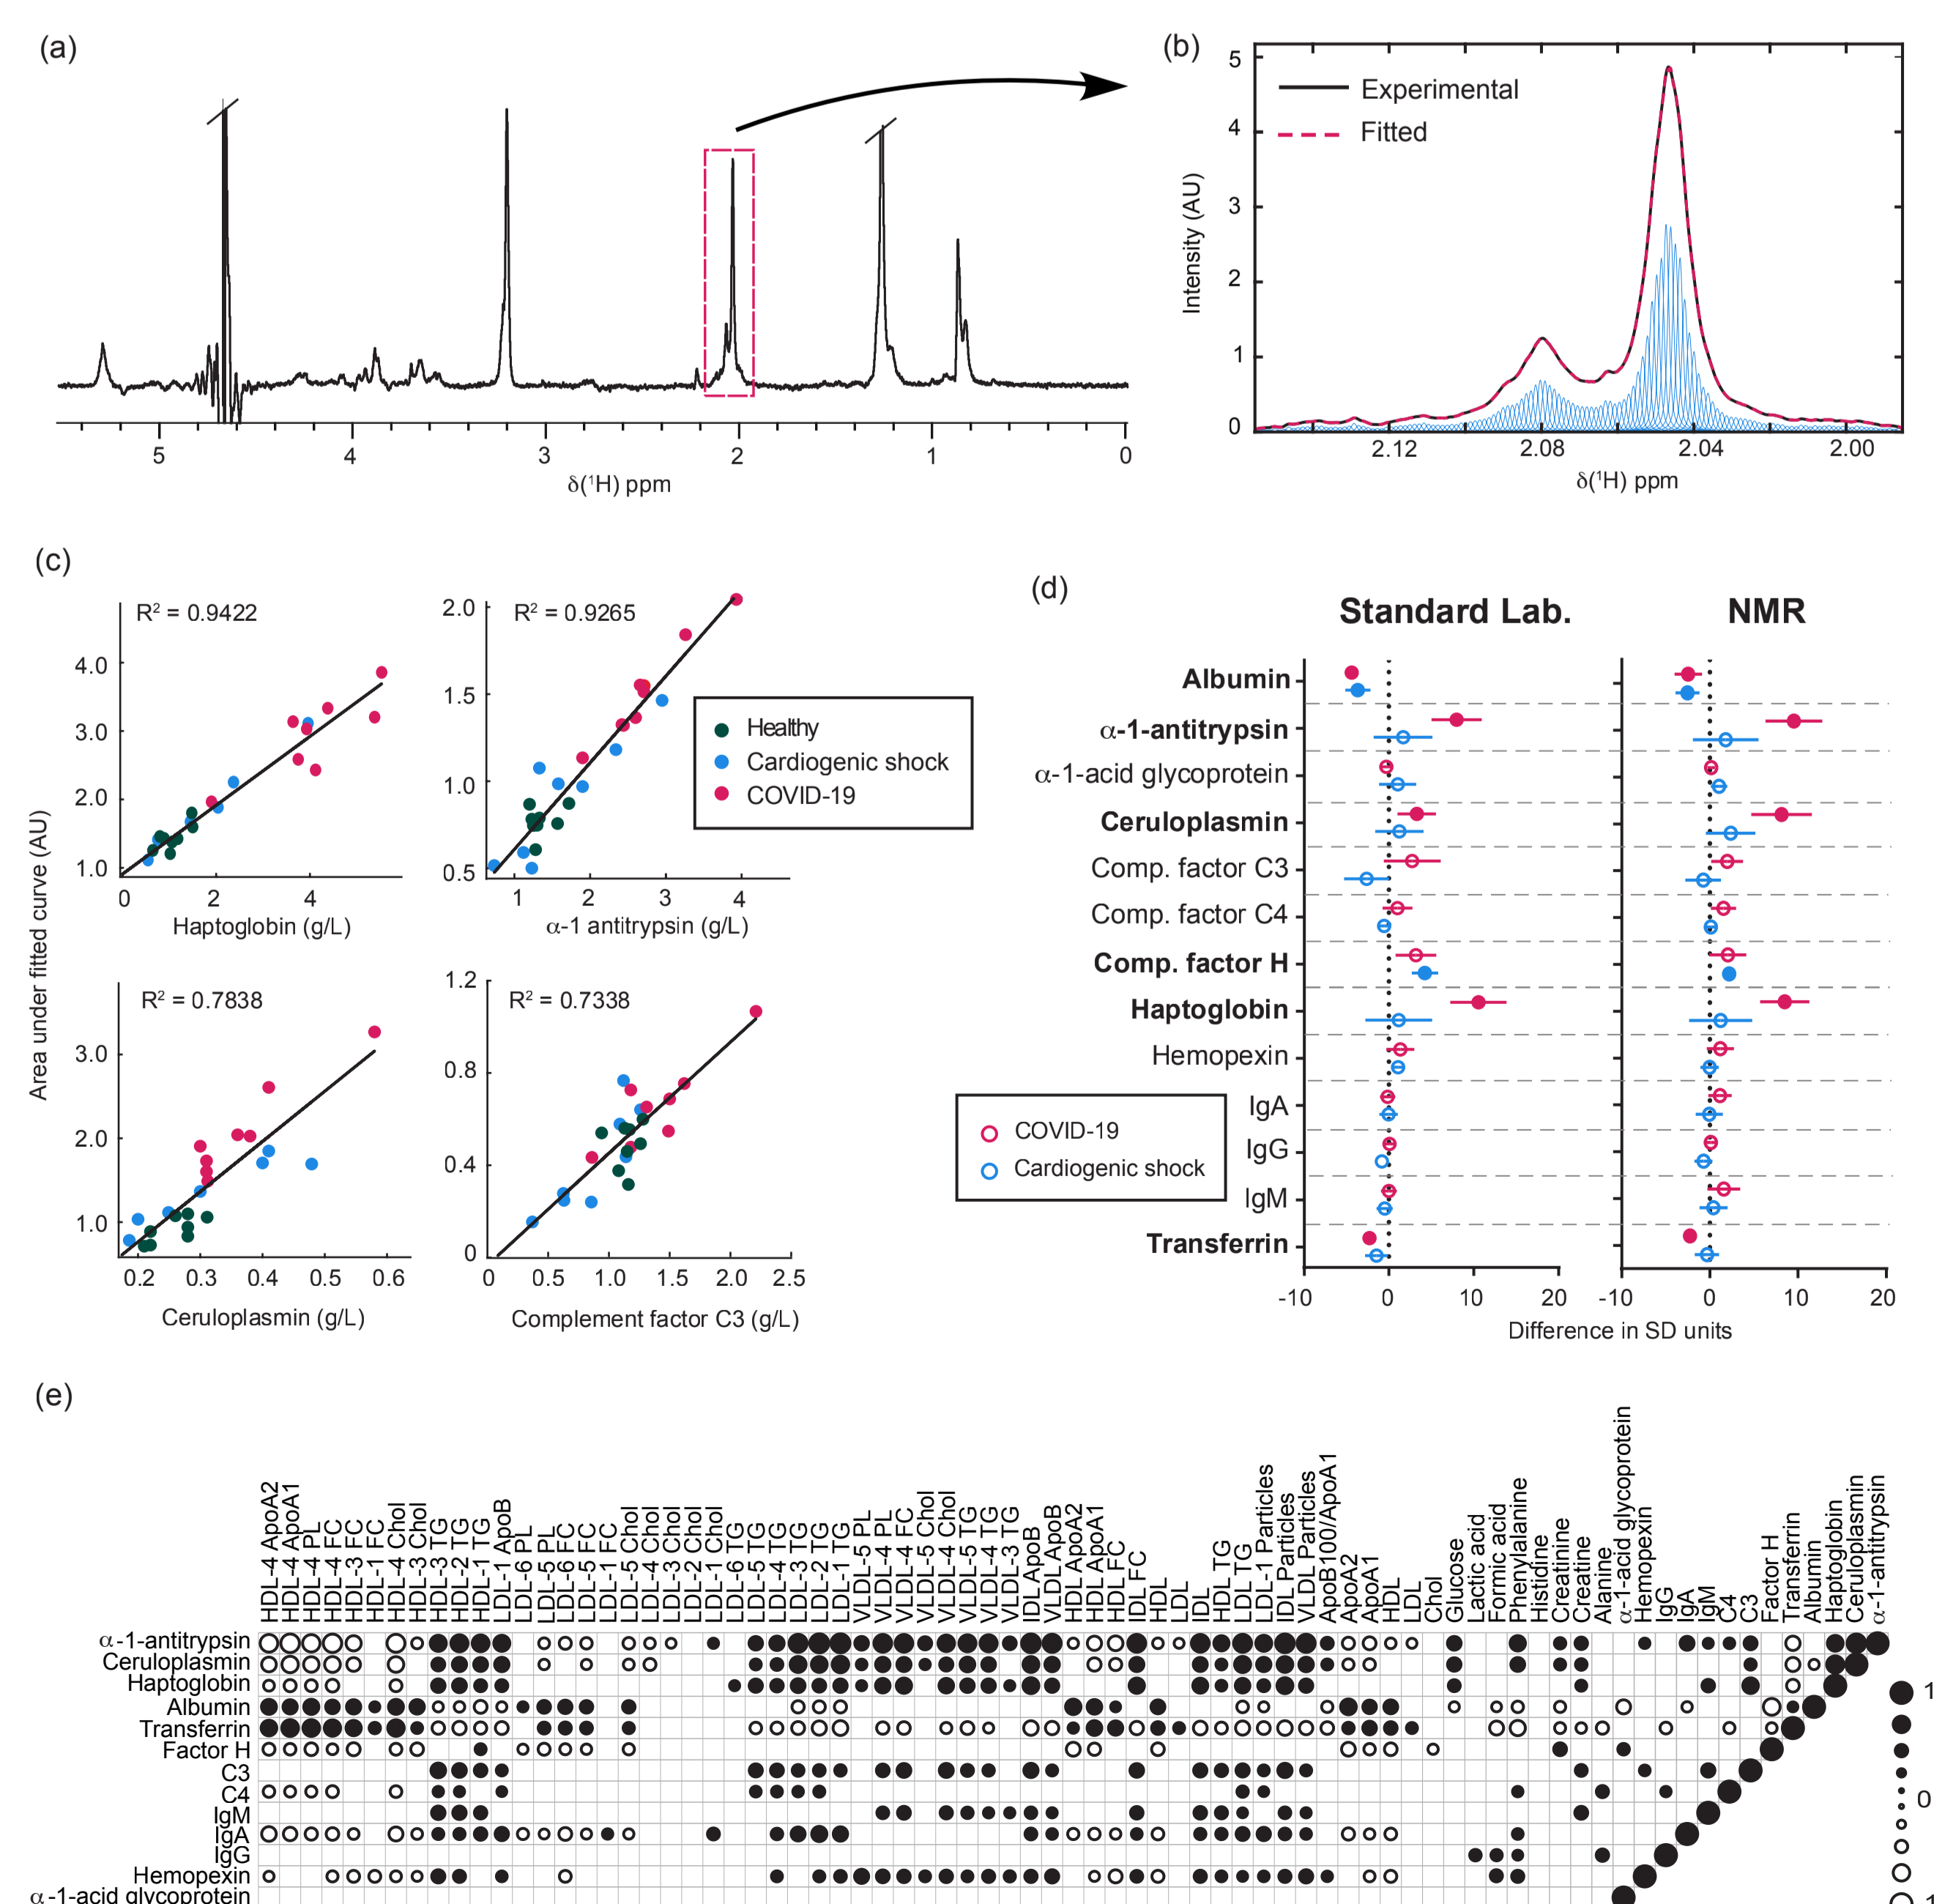 (a)
5
4
3
2
1
0
δ(¹H) ppm
(b)
5
4
3
2
1
0
Intensity (AU)
Experimental
Fitted
2.12
2.08
2.04
2.00
δ(¹H) ppm
(c)
Area under fitted curve (AU)
R² = 0.9422
4.0
3.0
2.0
1.0
0
2
4
Haptoglobin (g/L)
R² = 0.9265
2.0
1.5
1.0
0.5
1
2
3
4
α-1 antitrypsin (g/L)
Healthy
Cardiogenic shock
COVID-19
R² = 0.7838
3.0
2.0
1.0
0.2
0.3
0.4
0.5
0.6
Ceruloplasmin (g/L)
R² = 0.7338
1.2
0.8
0.4
0
0
0.5
1.0
1.5
2.0
2.5
Complement factor C3 (g/L)
(d)
Standard Lab.
NMR
Albumin
α-1-antitrypsin
α-1-acid glycoprotein
Ceruloplasmin
Comp. factor C3
Comp. factor C4
Comp. factor H
Haptoglobin
Hemopexin
IgA
IgG
IgM
Transferrin
COVID-19
Cardiogenic shock
-10
0
10
20
-10
0
10
20
Difference in SD units
(e)
HDL-4 ApoA2
HDL-4 ApoA1
HDL-4 PL
HDL-4 FC
HDL-3 FC
HDL-1 FC
HDL-4 Chol
HDL-3 Chol
HDL-3 TG
HDL-2 TG
HDL-1 TG
LDL-1 ApoB
LDL-6 PL
LDL-5 PL
LDL-6 FC
LDL-5 FC
LDL-1 FC
LDL-5 Chol
LDL-4 Chol
LDL-3 Chol
LDL-2 Chol
LDL-1 Chol
LDL-6 TG
LDL-5 TG
LDL-4 TG
LDL-3 TG
LDL-2 TG
LDL-1 TG
VLDL-5 PL
VLDL-4 PL
VLDL-4 FC
VLDL-5 Chol
VLDL-4 Chol
VLDL-5 TG
VLDL-4 TG
VLDL-3 TG
IDL ApoB
VLDL ApoB
HDL ApoA2
HDL ApoA1
HDL FC
IDL FC
HDL
LDL
IDL
HDL TG
LDL TG
LDL-1 Particles
IDL Particles
VLDL Particles
ApoB100/ApoA1
ApoA2
ApoA1
HDL
LDL
Chol
Glucose
Lactic acid
Formic acid
Phenylalanine
Histidine
Creatinine
Creatine
Alanine
α-1-acid glycoprotein
Hemopexin
IgG
IgA
IgM
C4
C3
Factor H
Transferrin
Albumin
Haptoglobin
Ceruloplasmin
α-1-antitrypsin
α-1-antitrypsin
Ceruloplasmin
Haptoglobin
Albumin
Transferrin
Factor H
C3
C4
IgM
IgA
IgG
Hemopexin
α-1-acid glycoprotein
1
0